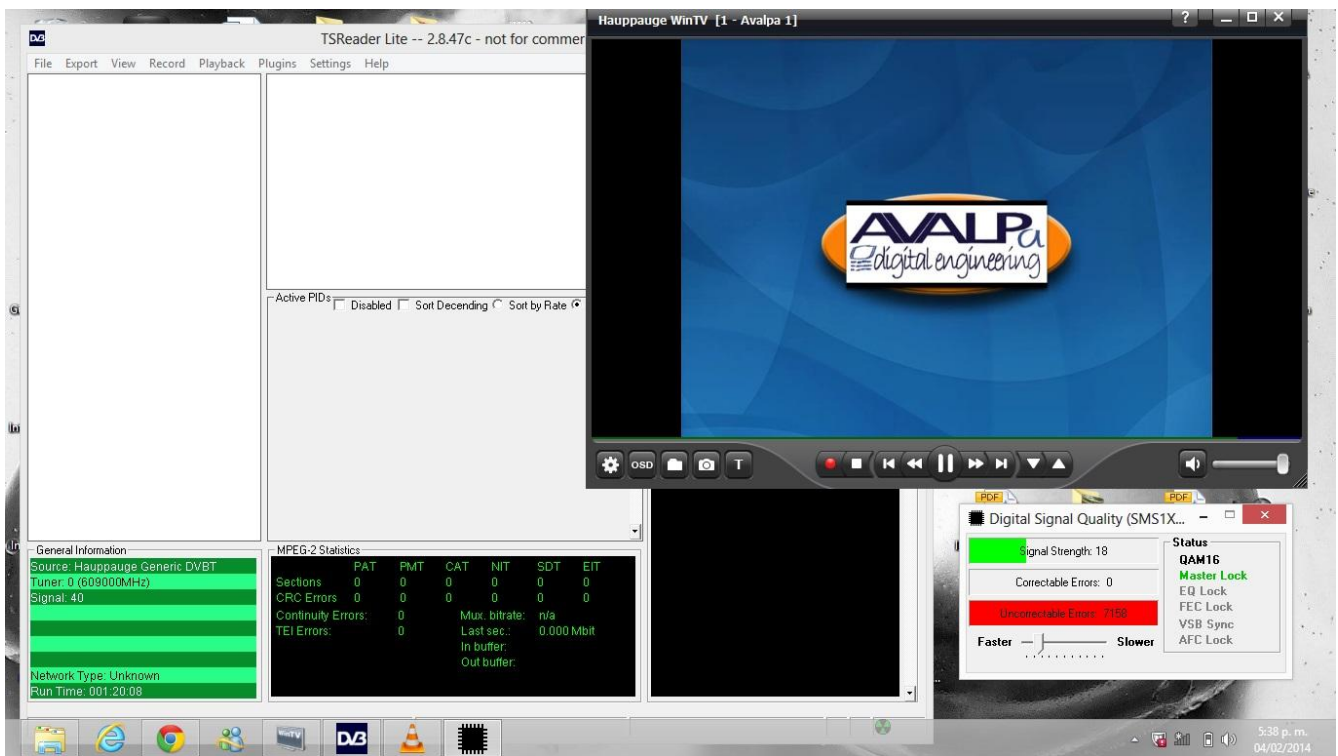 Hauppauge WinTV [1 - Avalpa 1]
TSReader Lite -- 2.8.47c - not for commer
File Export View Record Playback Plugins Settings Help
AVALPa
digital engineering
Active PIDs Disabled Sort Decending Sort by Rate
OSD
T
PDF
PDF
Digital Signal Quality (SMS1X...
Signal Strength: 18
Correctable Errors: 0
Uncorrectable Errors: 7158
Faster Slower
Status
QAM16
Master Lock
EQ Lock
FEC Lock
VSB Sync
AFC Lock
General Information
Source: Hauppauge Generic DVBT
Tuner: 0 (609000MHz)
Signal: 40
Network Type: Unknown
Run Time: 001:20:08
MPEG-2 Statistics
PAT PMT CAT NIT SDT EIT
Sections 0 0 0 0 0 0
CRC Errors 0 0 0 0 0 0
Continuity Errors: 0 Mux. bitrate: n/a
TEI Errors: 0 Last sec.: 0.000 Mbit
In buffer:
Out buffer:
WinTV
DVB
5:38 p. m.
04/02/2014